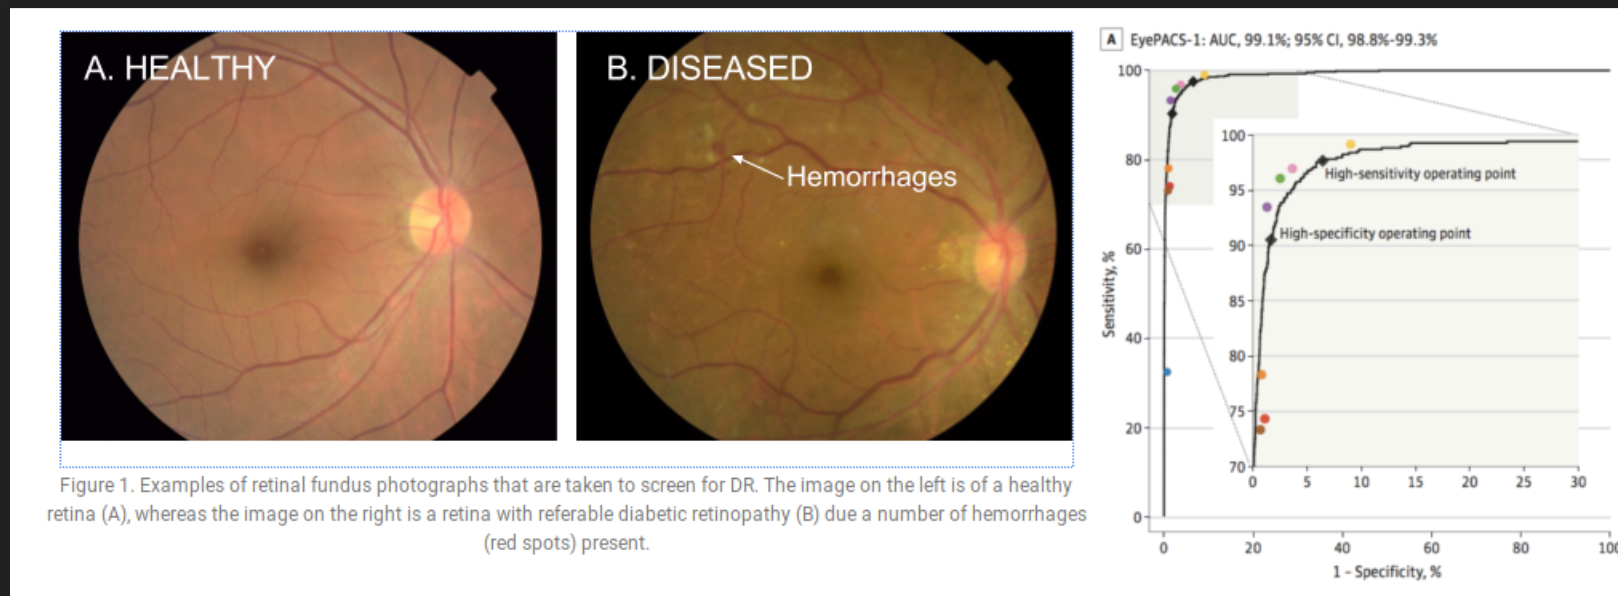 A. HEALTHY
B. DISEASED
Hemorrhages
Figure 1. Examples of retinal fundus photographs that are taken to screen for DR. The image on the left is of a healthy
retina (A), whereas the image on the right is a retina with referable diabetic retinopathy (B) due a number of hemorrhages
(red spots) present.
A EyePACS-1: AUC, 99.1%; 95% CI, 98.8%-99.3%
100
80
60
40
20
0
Sensitivity, %
100
95
90
85
80
75
70
High-sensitivity operating point
High-specificity operating point
0 5 10 15 20 25 30
0 20 40 60 80 100
1 - Specificity, %